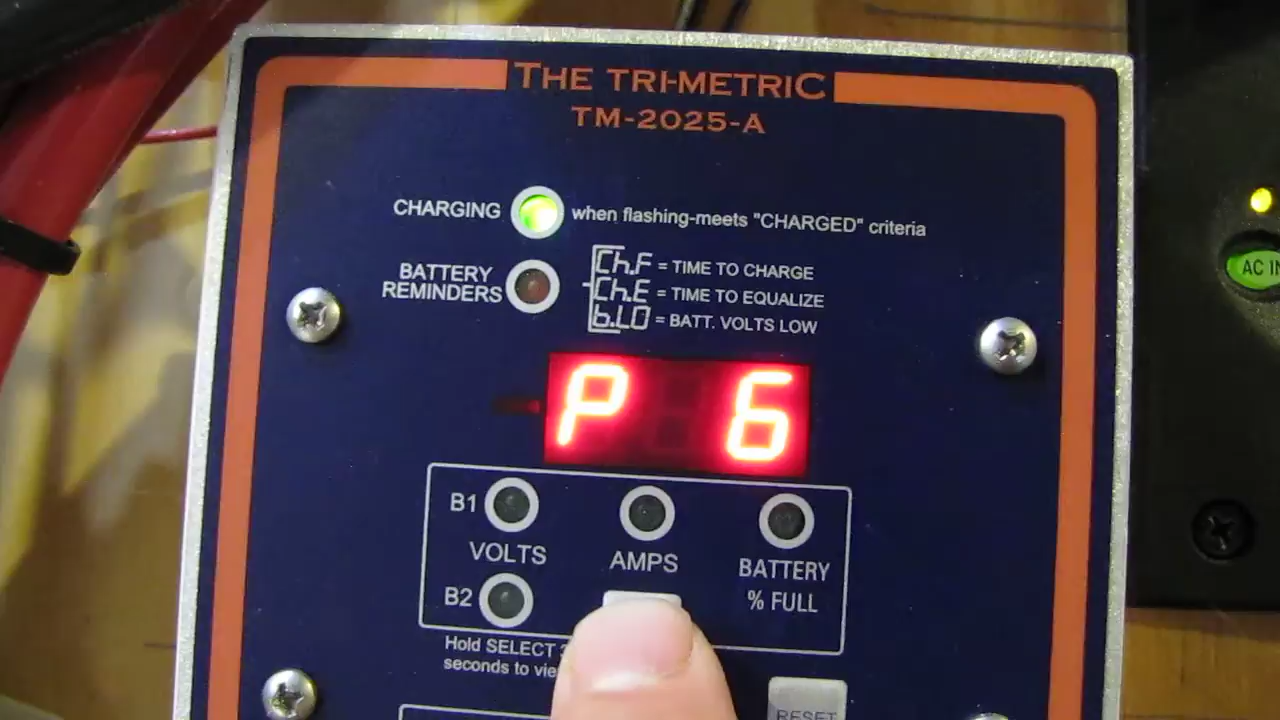 THE TRI-METRIC
TM-2025-A
CHARGING when flashing-meets "CHARGED" criteria
BATTERY
REMINDERS
Ch.F = TIME TO CHARGE
Ch.E = TIME TO EQUALIZE
b.LO = BATT. VOLTS LOW
P 6
B1
VOLTS
AMPS
BATTERY
% FULL
B2
Hold SELECT
seconds to
RESET
AC IN